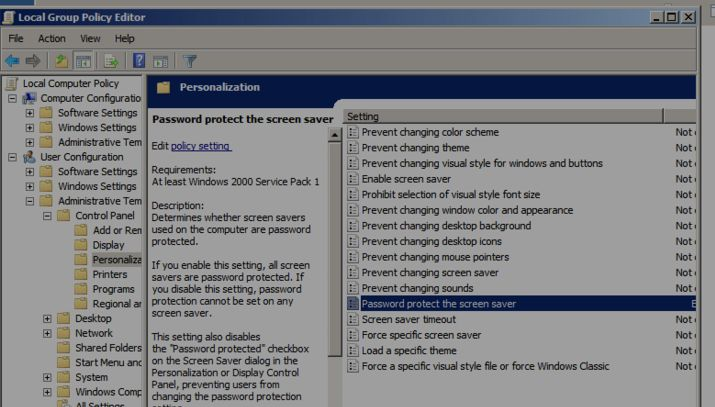 Local Group Policy Editor
File Action View Help
Local Computer Policy
Computer Configuratio
Software Settings
Windows Settings
Administrative Tem
User Configuration
Software Settings
Windows Settings
Administrative Tem
Control Panel
Add or Rem
Display
Personaliza
Printers
Programs
Regional an
Desktop
Network
Shared Folders
Start Menu and
System
Windows Comp
All Settings
Personalization
Password protect the screen saver
Edit policy setting
Requirements:
At least Windows 2000 Service Pack 1
Description:
Determines whether screen savers
used on the computer are password
protected.
If you enable this setting, all screen
savers are password protected. If
you disable this setting, password
protection cannot be set on any
screen saver.
This setting also disables
the "Password protected" checkbox
on the Screen Saver dialog in the
Personalization or Display Control
Panel, preventing users from
changing the password protection
Setting
Prevent changing color scheme Not c
Prevent changing theme Not c
Prevent changing visual style for windows and buttons Not c
Enable screen saver Not c
Prohibit selection of visual style font size Not c
Prevent changing window color and appearance Not c
Prevent changing desktop background Not c
Prevent changing desktop icons Not c
Prevent changing mouse pointers Not c
Prevent changing screen saver Not c
Prevent changing sounds Not c
Password protect the screen saver E
Screen saver timeout Not c
Force specific screen saver Not c
Load a specific theme Not c
Force a specific visual style file or force Windows Classic Not c